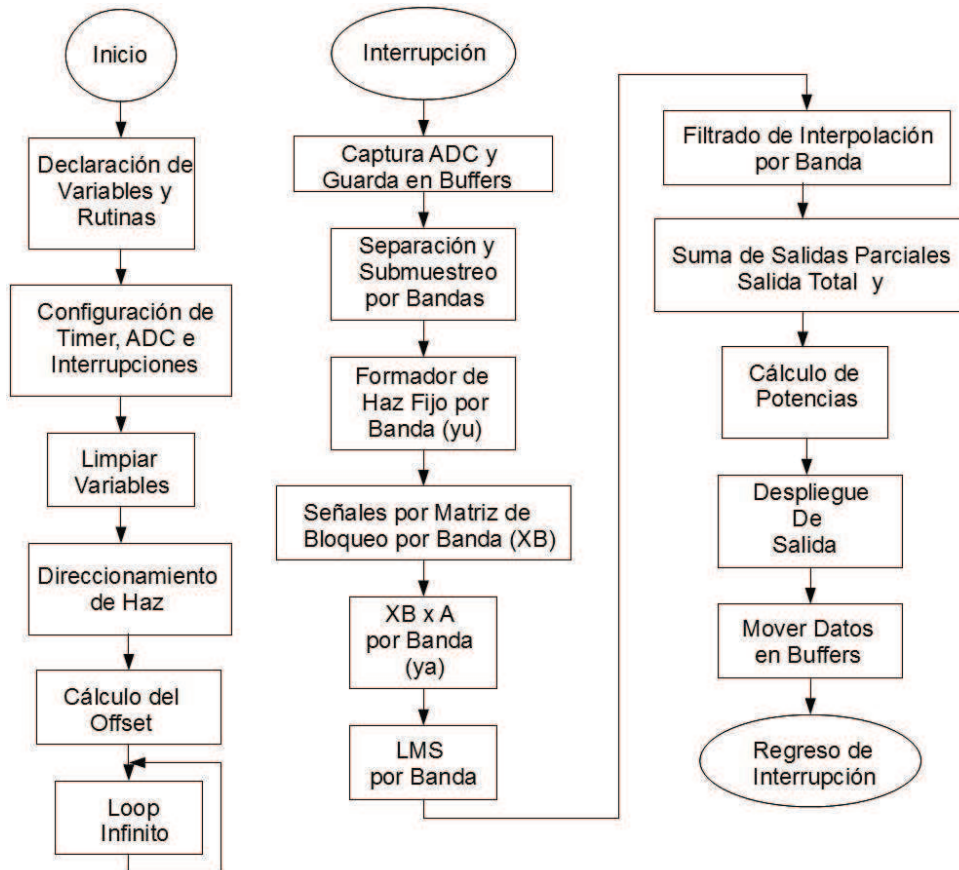 Inicio
Declaración de
Variables y
Rutinas
Configuración de
Timer, ADC e
Interrupciones
Limpiar
Variables
Direccionamiento
de Haz
Cálculo del
Offset
Loop
Infinito
Interrupción
Captura ADC y
Guarda en Buffers
Separación y
Submuestreo
por Bandas
Formador de
Haz Fijo por
Banda (yu)
Señales por Matriz de
Bloqueo por Banda (XB)
XB x A
por Banda
(ya)
LMS
por Banda
Filtrado de Interpolación
por Banda
Suma de Salidas Parciales
Salida Total y
Cálculo de
Potencias
Despliegue
De
Salida
Mover Datos
en Buffers
Regreso de
Interrupción